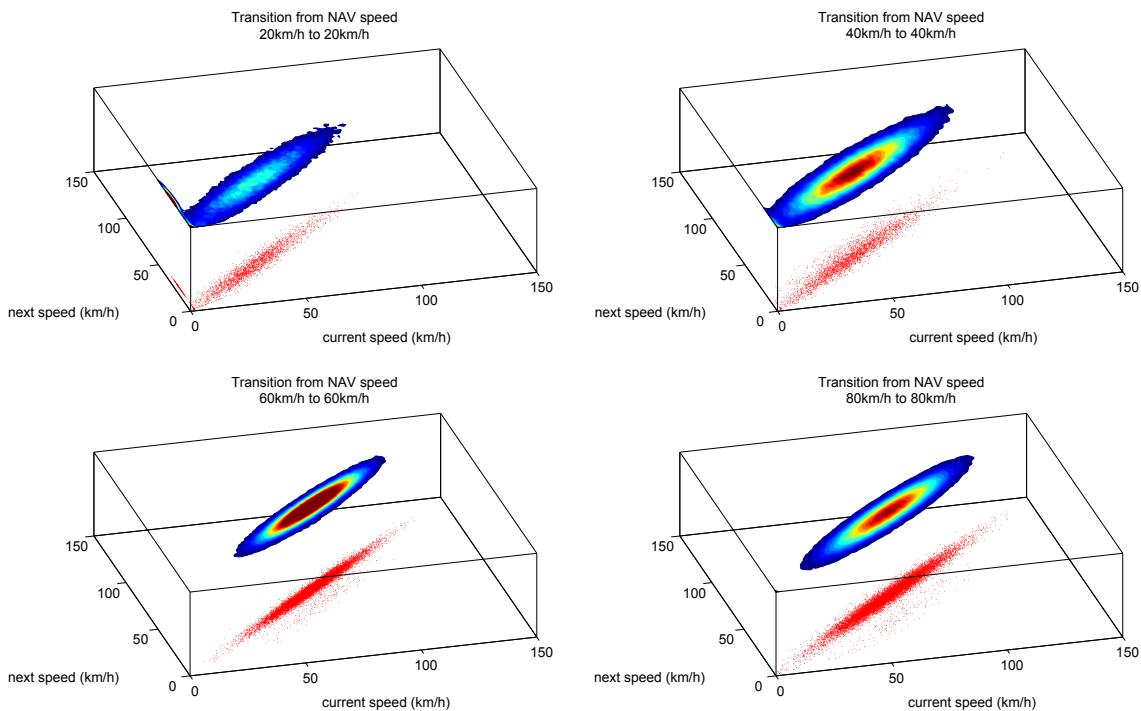 Transition from NAV speed
20km/h to 20km/h
150
100
50
0
next speed (km/h)
0
50
100
150
current speed (km/h)
Transition from NAV speed
40km/h to 40km/h
150
100
50
0
next speed (km/h)
0
50
100
150
current speed (km/h)
Transition from NAV speed
60km/h to 60km/h
150
100
50
0
next speed (km/h)
0
50
100
150
current speed (km/h)
Transition from NAV speed
80km/h to 80km/h
150
100
50
0
next speed (km/h)
0
50
100
150
current speed (km/h)